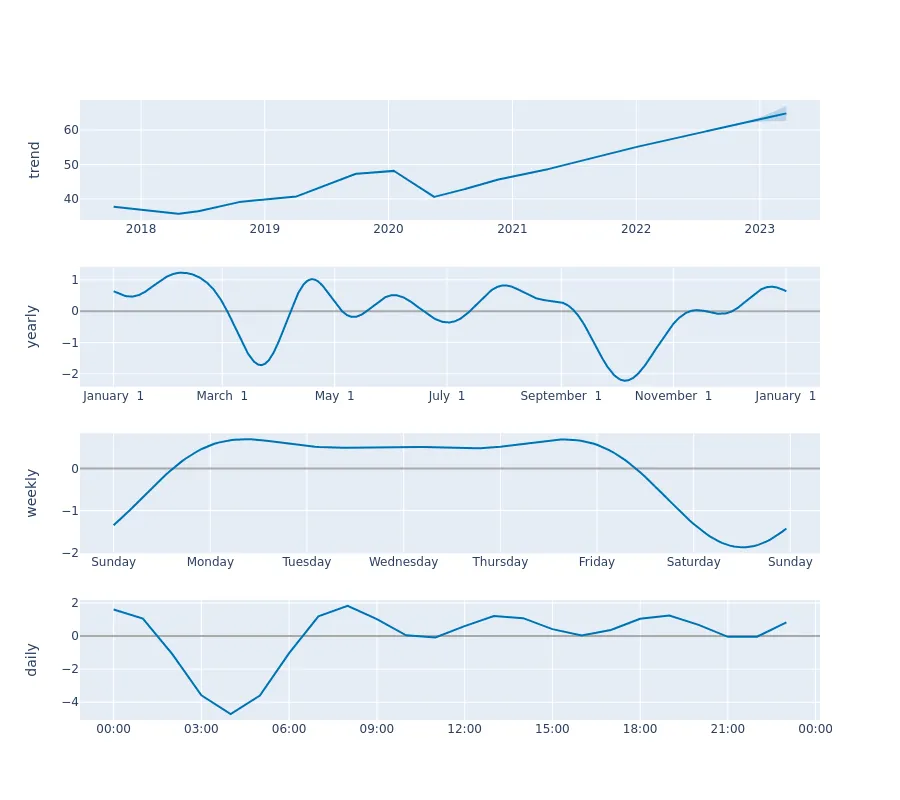 trend
60
50
40
2018 2019 2020 2021 2022 2023
yearly
1
0
−1
−2
January 1 March 1 May 1 July 1 September 1 November 1 January 1
weekly
0
−1
−2
Sunday Monday Tuesday Wednesday Thursday Friday Saturday Sunday
daily
2
0
−2
−4
00:00 03:00 06:00 09:00 12:00 15:00 18:00 21:00 00:00